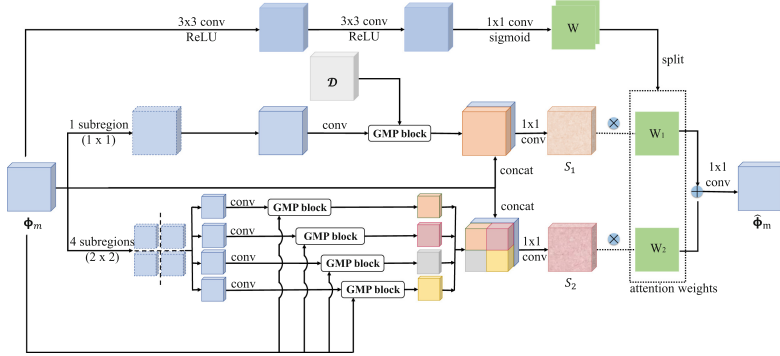 3x3 conv
ReLU
3x3 conv
ReLU
1x1 conv
sigmoid
W
split
𝓓
1 subregion
(1 x 1)
conv
GMP block
1x1
conv
S₁
W₁
concat
1x1
conv
ϕₘ
ϕ̂ₘ
concat
4 subregions
(2 x 2)
conv
GMP block
conv
GMP block
conv
GMP block
conv
GMP block
1x1
conv
S₂
W₂
attention weights